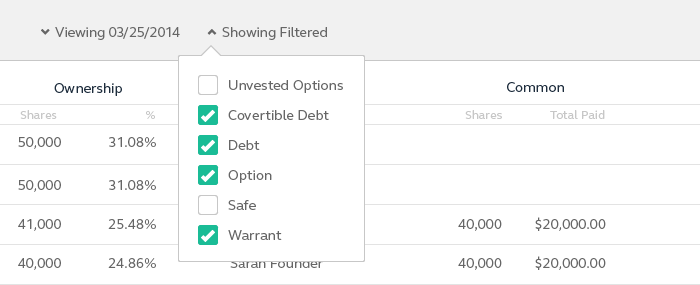 Viewing 03/25/2014 Showing Filtered
Unvested Options
Covertible Debt
Debt
Option
Safe
Warrant
Ownership Common
Shares % Shares Total Paid
50,000 31.08%
50,000 31.08%
41,000 25.48% 40,000 $20,000.00
40,000 24.86% Sarah Founder 40,000 $20,000.00